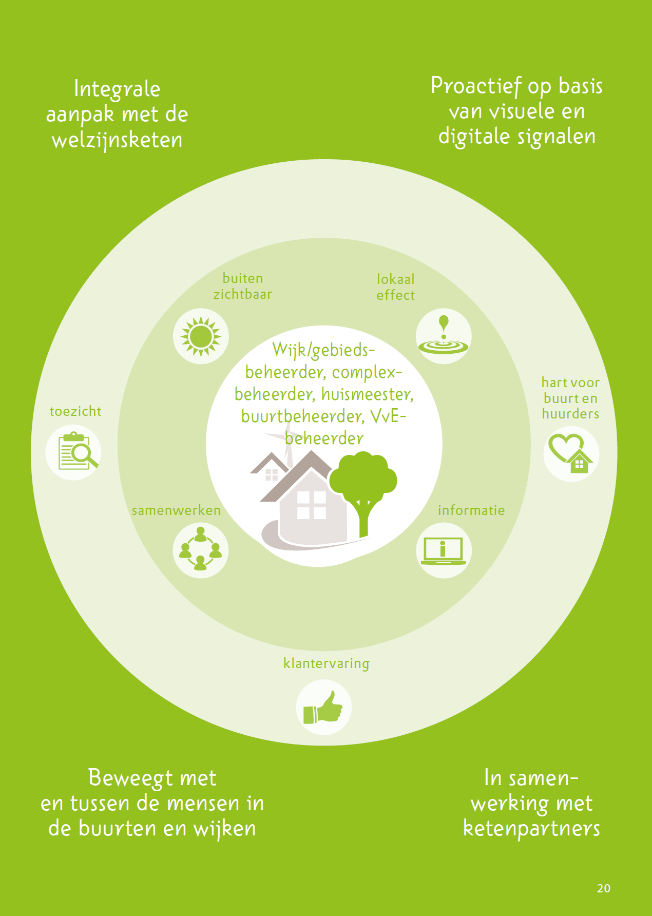 Integrale
aanpak met de
welzijnsketen
Proactief op basis
van visuele en
digitale signalen
buiten
zichtbaar
lokaal
effect
Wijk/gebieds-
beheerder, complex-
beheerder, huismeester,
buurtbeheerder, VvE-
beheerder
hart voor
buurt en
huurders
toezicht
samenwerken
informatie
i
klantervaring
Beweegt met
en tussen de mensen in
de buurten en wijken
In samen-
werking met
ketenpartners
20